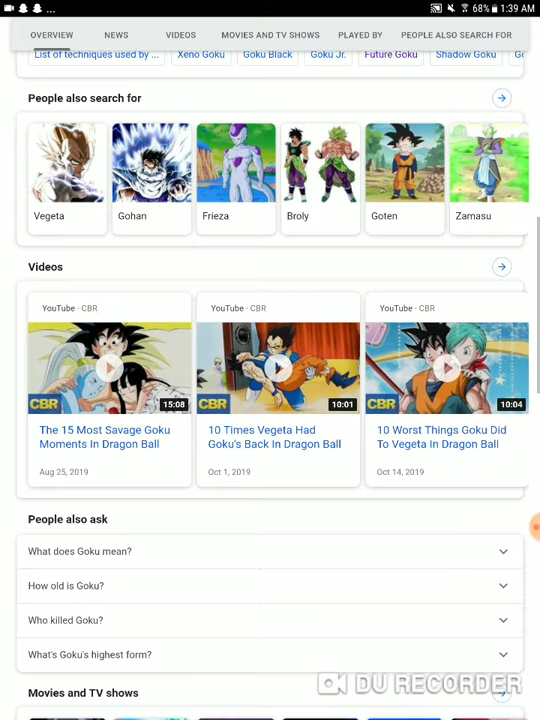 ... 68% 1:39 AM
OVERVIEW NEWS VIDEOS MOVIES AND TV SHOWS PLAYED BY PEOPLE ALSO SEARCH FOR
List of techniques used by ... Xeno Goku Goku Black Goku Jr. Future Goku Shadow Goku Go
People also search for
Vegeta Gohan Frieza Broly Goten Zamasu
Videos
YouTube · CBR YouTube · CBR YouTube · CBR
CBR 15:08 CBR 10:01 CBR 10:04
The 15 Most Savage Goku
Moments In Dragon Ball
10 Times Vegeta Had
Goku's Back In Dragon Ball
10 Worst Things Goku Did
To Vegeta In Dragon Ball
Aug 25, 2019 Oct 1, 2019 Oct 14, 2019
People also ask
What does Goku mean?
How old is Goku?
Who killed Goku?
What's Goku's highest form?
DU RECORDER
Movies and TV shows